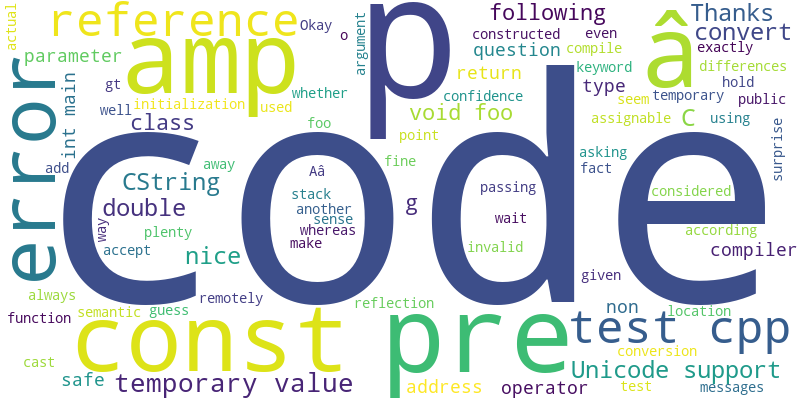 actual
reference
Okay
o
p
following
â
Thanks
parameter
amp
argument
constructed
even
convert
question
compile
exactly
error
int main
gt
whether
return
keyword
differences
type
hold
well
initialization
used
confidence
seem
temporary
public
class
foo
void foo
point
assignable
c
using
surprise
add
code
away
fine
asking
fact
CString
Aâ
stack
another
sense
whereas
make
g
passing
wait
invalid
considered
according
double
way
plenty
accept
nice
compiler
given
always
semantic
guess
remotely
reflection
non
location
function
const
pre
test cpp
cast
safe
temporary value
address
operator
conversion
Unicode support
test
messages